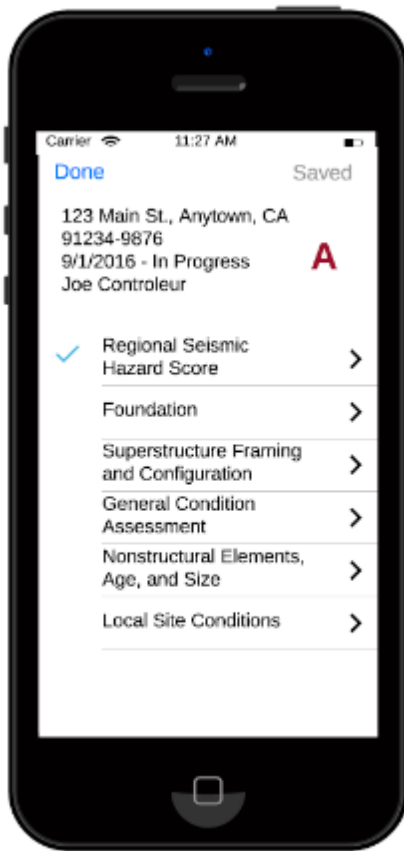 Carrier 11:27 AM
Done Saved
123 Main St., Anytown, CA
91234-9876
9/1/2016 - In Progress
Joe Controleur
A
Regional Seismic
Hazard Score
Foundation
Superstructure Framing
and Configuration
General Condition
Assessment
Nonstructural Elements,
Age, and Size
Local Site Conditions